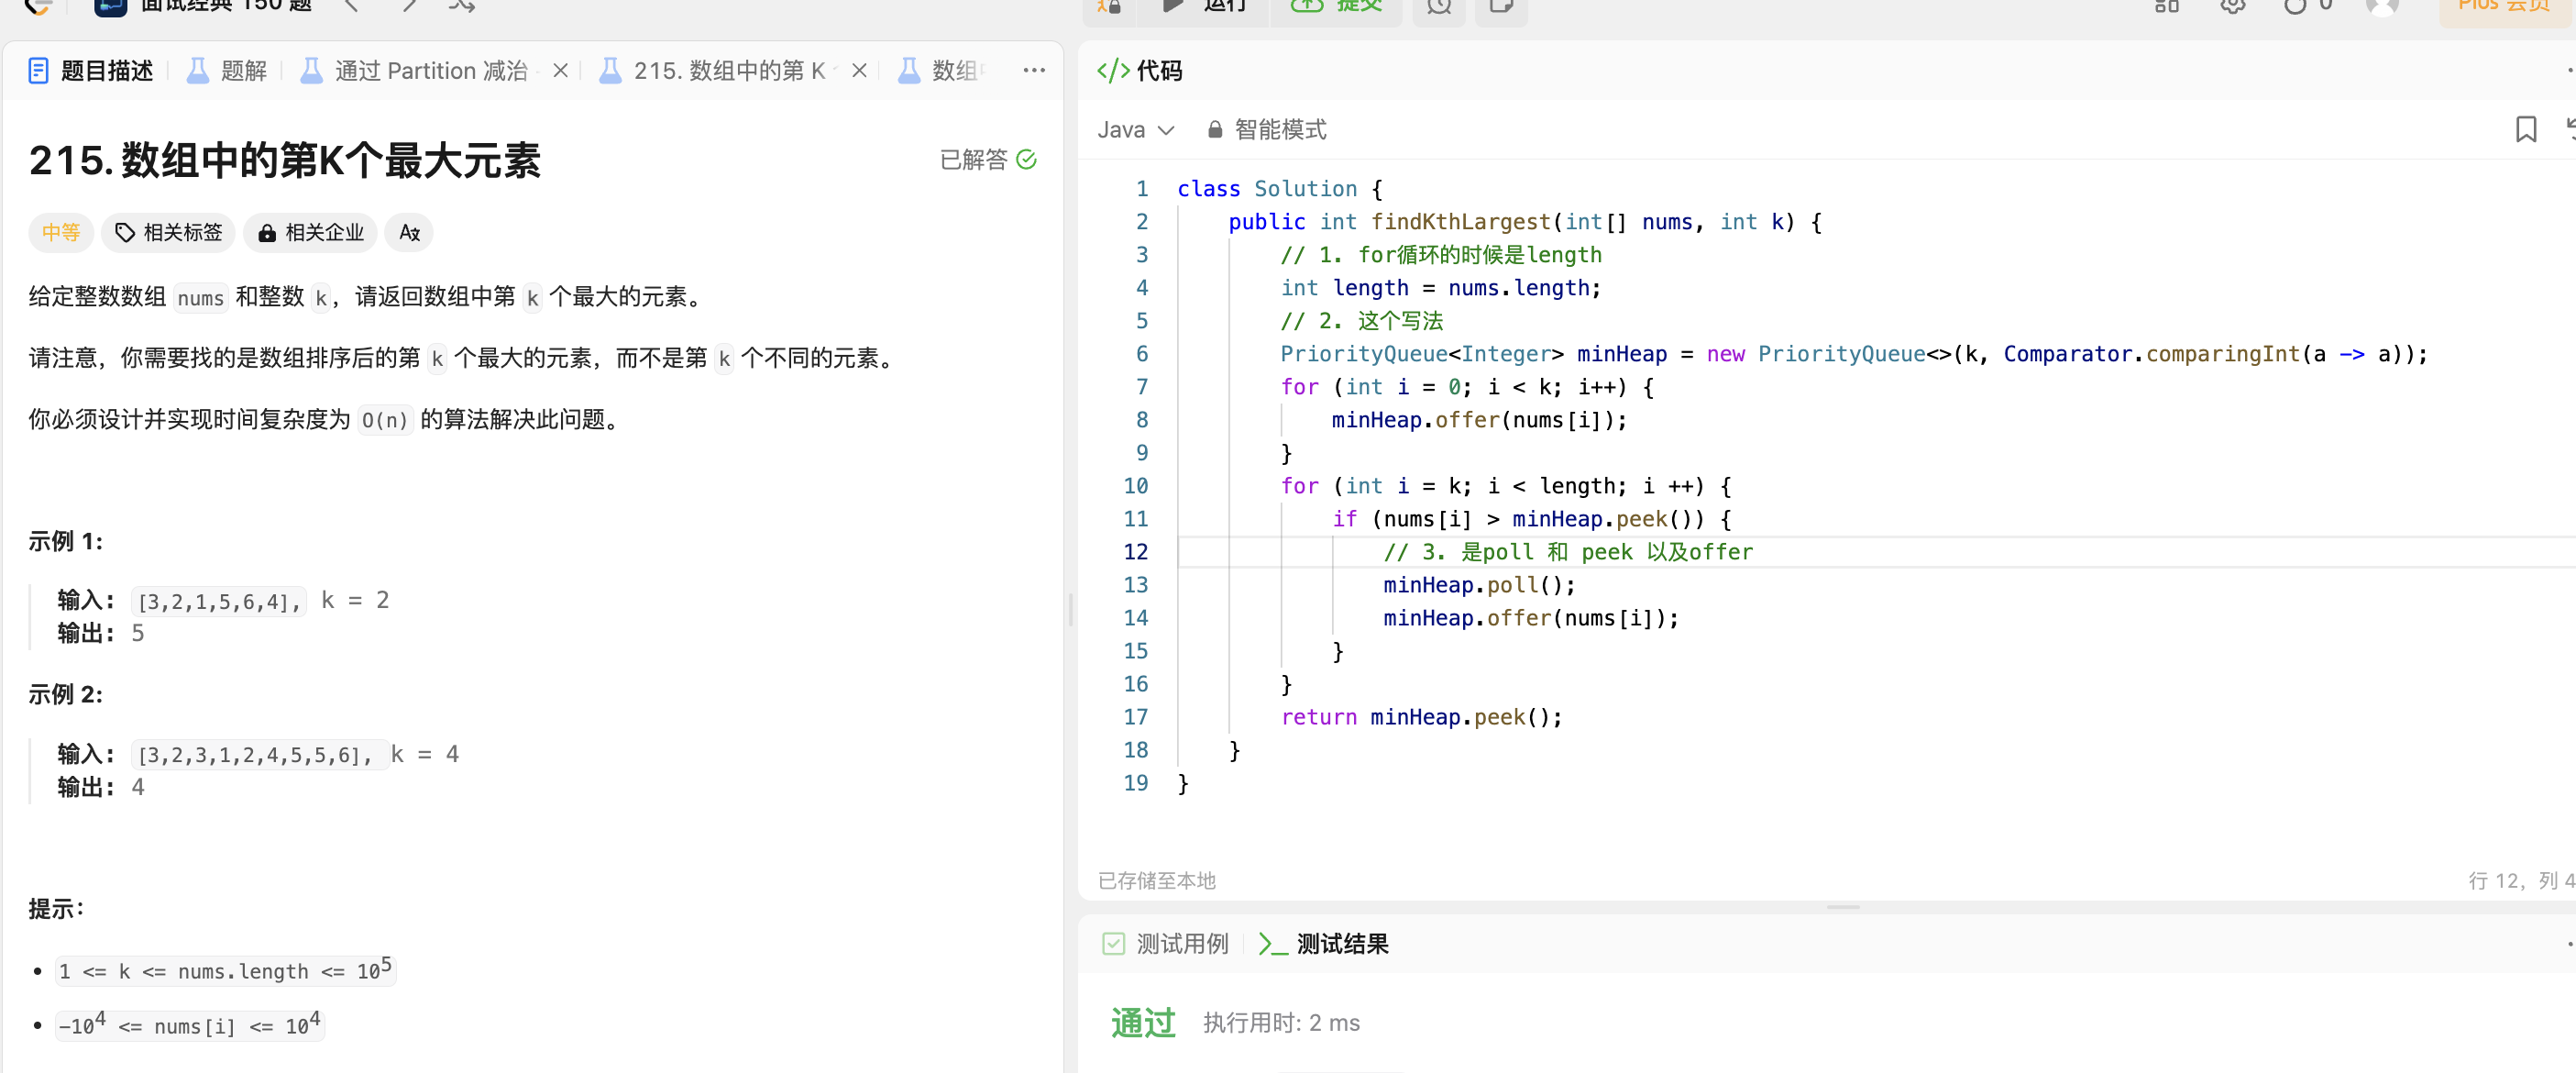 面试经典 150 题
运行
提交
0
Plus 会员
题目描述
题解
通过 Partition 减治
215. 数组中的第 K
数组
代码
Java
智能模式
215. 数组中的第K个最大元素
已解答
中等
相关标签
相关企业
给定整数数组 nums 和整数 k，请返回数组中第 k 个最大的元素。
请注意，你需要找的是数组排序后的第 k 个最大的元素，而不是第 k 个不同的元素。
你必须设计并实现时间复杂度为 O(n) 的算法解决此问题。
示例 1:
输入: [3,2,1,5,6,4], k = 2
输出: 5
示例 2:
输入: [3,2,3,1,2,4,5,5,6], k = 4
输出: 4
提示：
• 1 <= k <= nums.length <= 10⁵
• -10⁴ <= nums[i] <= 10⁴
1 class Solution {
2 public int findKthLargest(int[] nums, int k) {
3 // 1. for循环的时候是length
4 int length = nums.length;
5 // 2. 这个写法
6 PriorityQueue<Integer> minHeap = new PriorityQueue<>(k, Comparator.comparingInt(a -> a));
7 for (int i = 0; i < k; i++) {
8 minHeap.offer(nums[i]);
9 }
10 for (int i = k; i < length; i ++) {
11 if (nums[i] > minHeap.peek()) {
12 // 3. 是poll 和 peek 以及offer
13 minHeap.poll();
14 minHeap.offer(nums[i]);
15 }
16 }
17 return minHeap.peek();
18 }
19 }
已存储至本地
行 12, 列 4
测试用例
测试结果
通过
执行用时: 2 ms